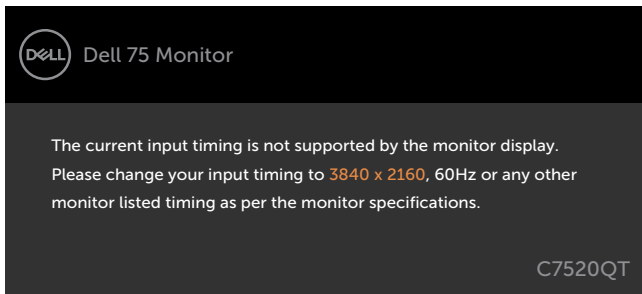 DELL
Dell 75 Monitor
The current input timing is not supported by the monitor display.
Please change your input timing to 3840 x 2160, 60Hz or any other
monitor listed timing as per the monitor specifications.
C7520QT